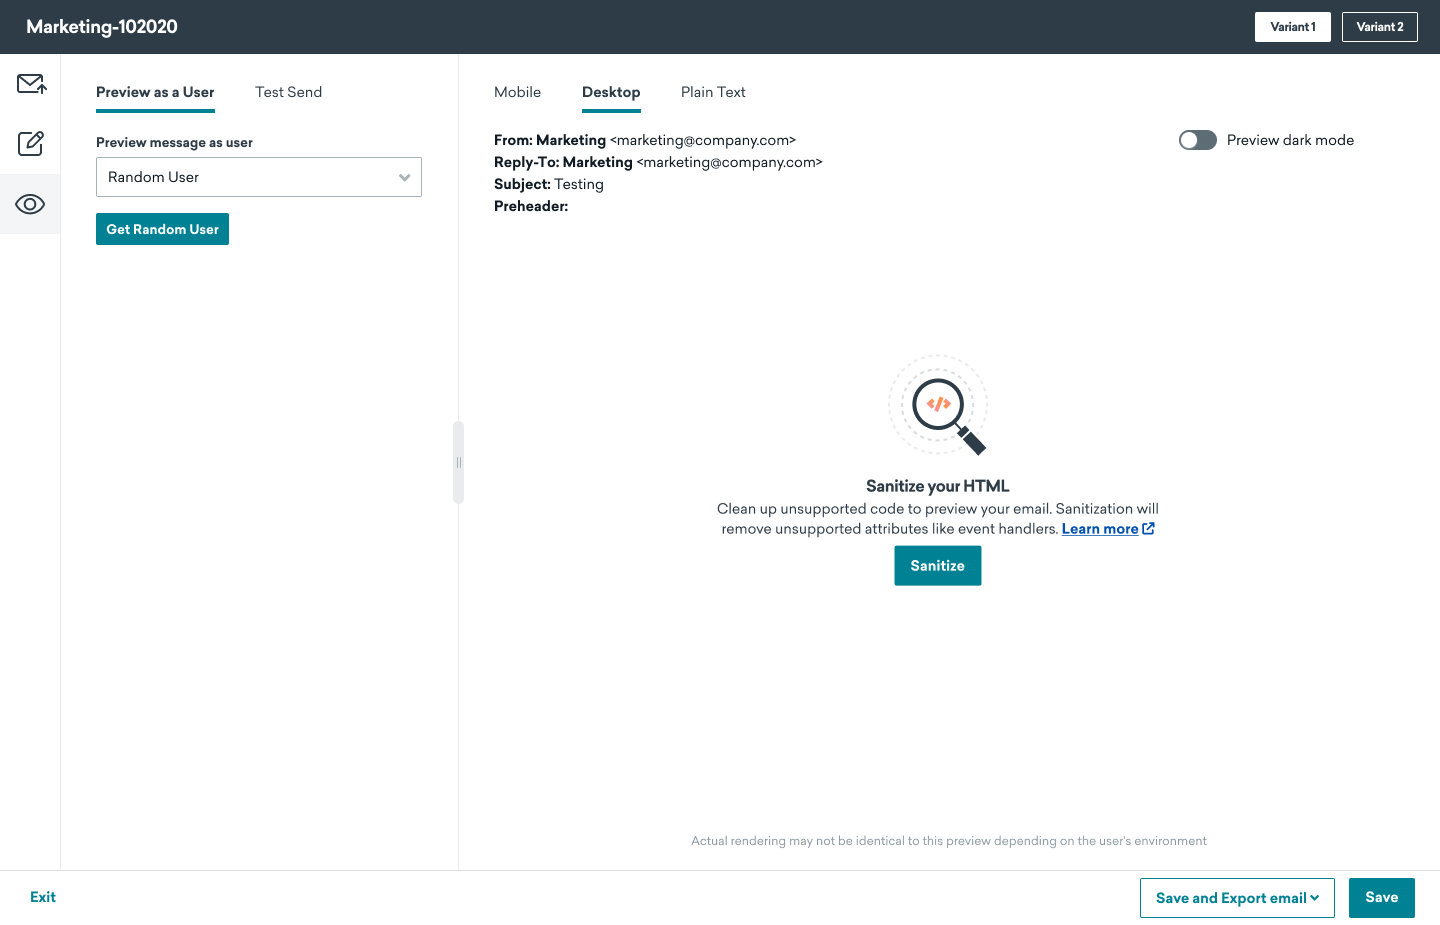 Marketing-102020
Variant 1
Variant 2
Preview as a User
Test Send
Preview message as user
Random User
Get Random User
Mobile
Desktop
Plain Text
From: Marketing <marketing@company.com>
Reply-To: Marketing <marketing@company.com>
Subject: Testing
Preheader:
Preview dark mode
</>
Sanitize your HTML
Clean up unsupported code to preview your email. Sanitization will
remove unsupported attributes like event handlers. Learn more
Sanitize
Actual rendering may not be identical to this preview depending on the user's environment
Exit
Save and Export email
Save